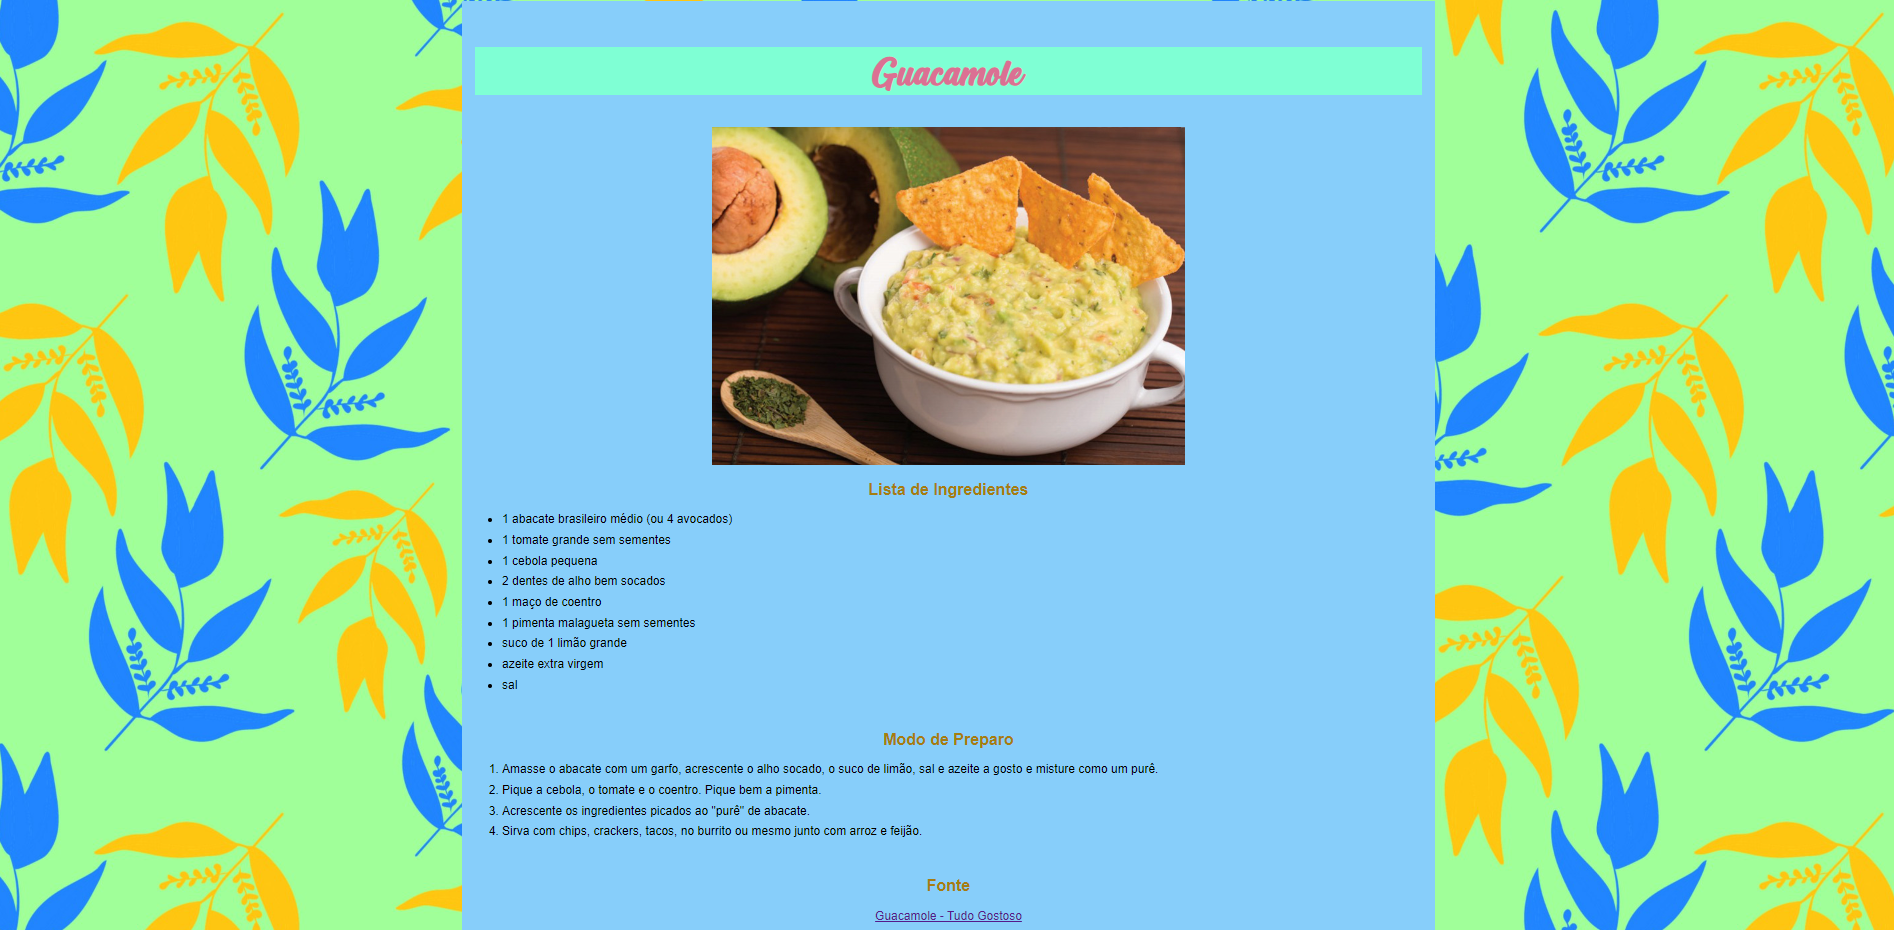 Guacamole
Lista de Ingredientes
1 abacate brasileiro médio (ou 4 avocados)
1 tomate grande sem sementes
1 cebola pequena
2 dentes de alho bem socados
1 maço de coentro
1 pimenta malagueta sem sementes
suco de 1 limão grande
azeite extra virgem
sal
Modo de Preparo
1. Amasse o abacate com um garfo, acrescente o alho socado, o suco de limão, sal e azeite a gosto e misture como um purê.
2. Pique a cebola, o tomate e o coentro. Pique bem a pimenta.
3. Acrescente os ingredientes picados ao "purê" de abacate.
4. Sirva com chips, crackers, tacos, no burrito ou mesmo junto com arroz e feijão.
Fonte
Guacamole - Tudo Gostoso